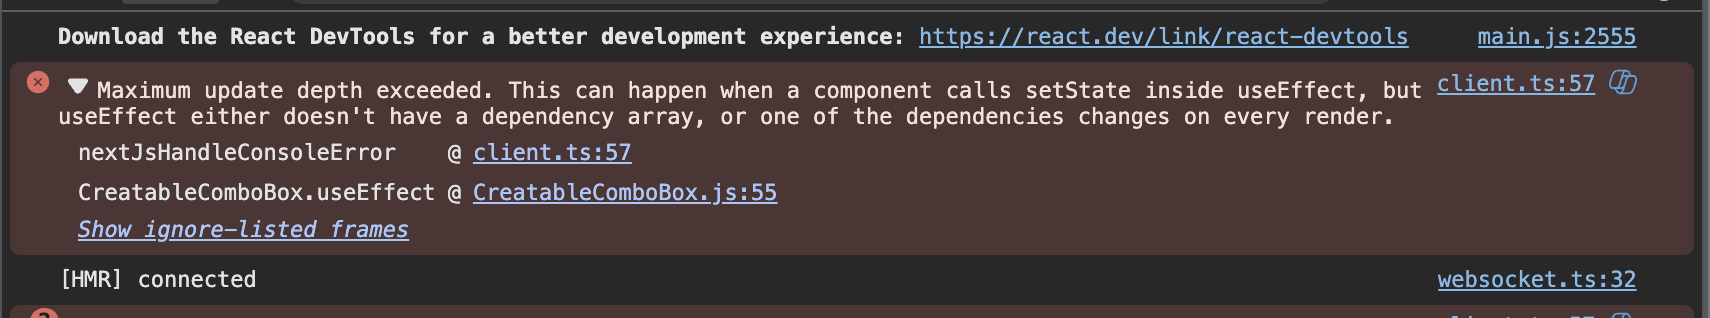 Download the React DevTools for a better development experience: https://react.dev/link/react-devtools main.js:2555
Maximum update depth exceeded. This can happen when a component calls setState inside useEffect, but client.ts:57
useEffect either doesn't have a dependency array, or one of the dependencies changes on every render.
nextJsHandleConsoleError @ client.ts:57
CreatableComboBox.useEffect @ CreatableComboBox.js:55
Show ignore-listed frames
[HMR] connected websocket.ts:32